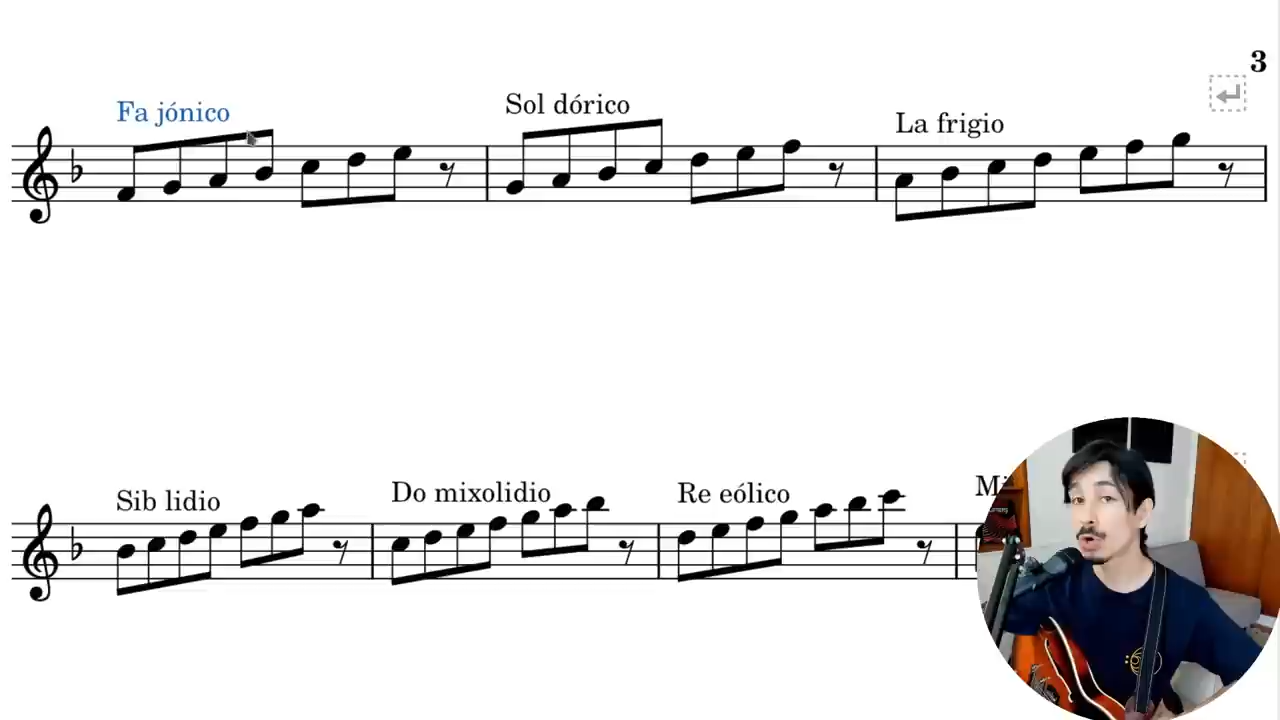 3
Fa jónico
Sol dórico
La frigio
Sib lidio
Do mixolidio
Re eólico